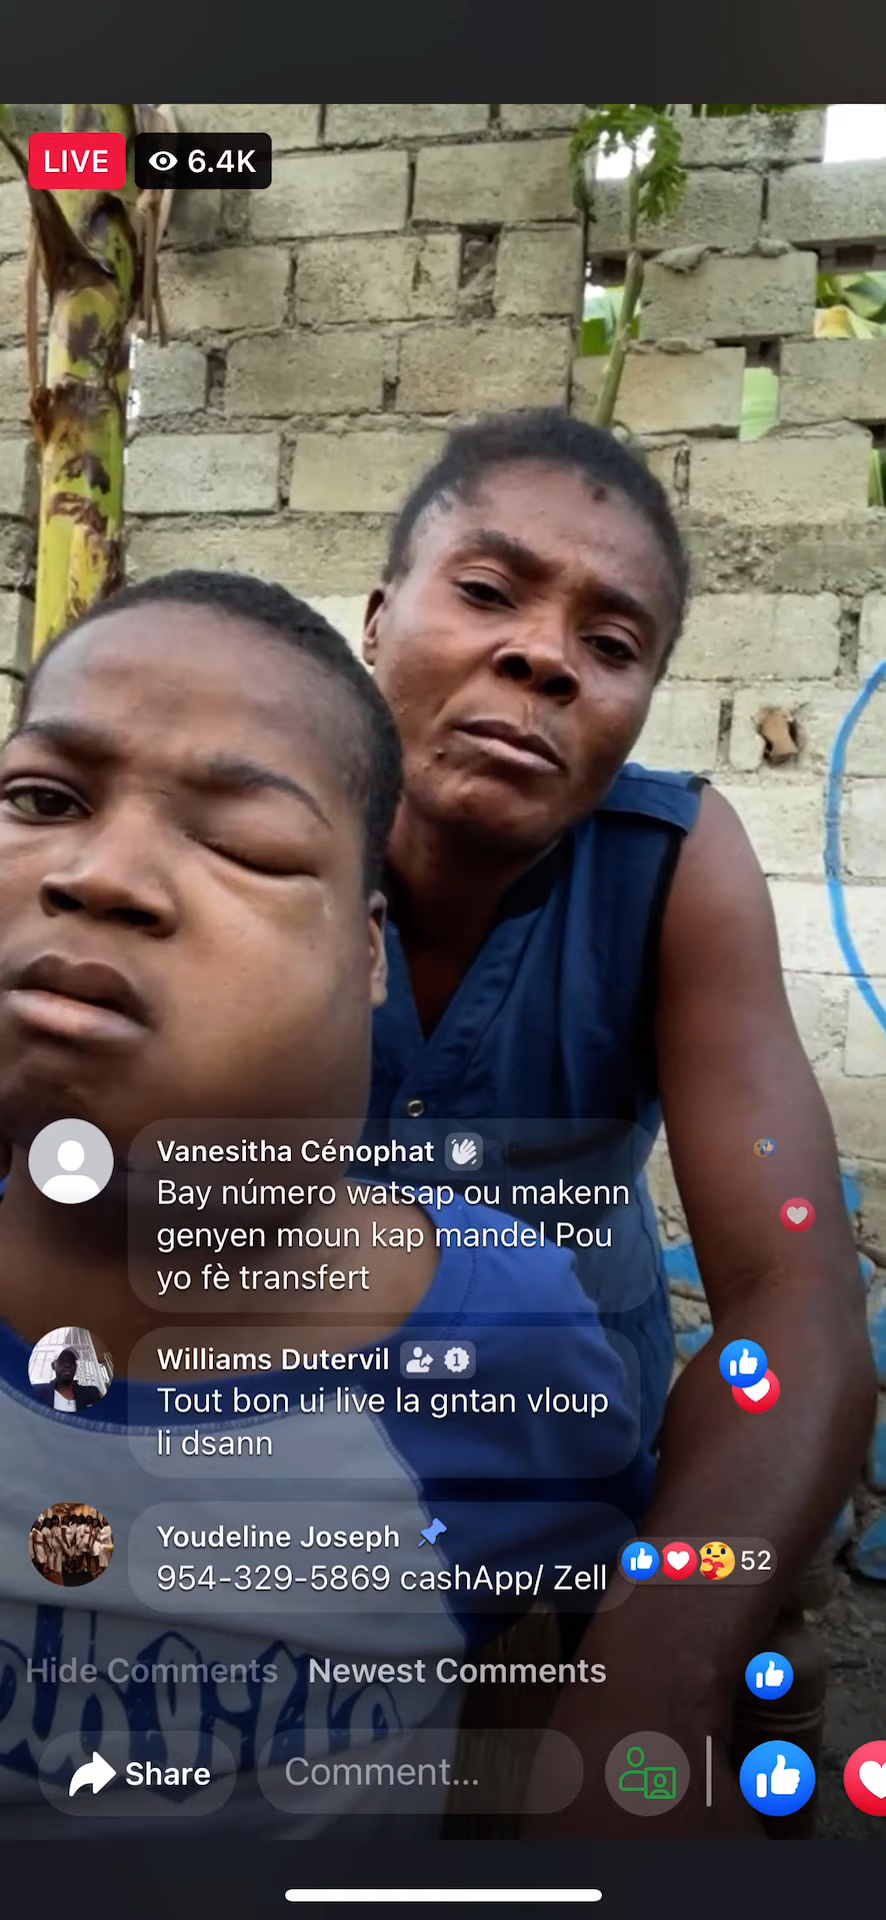 LIVE 6.4K
Vanesitha Cénophat
Bay número watsap ou makenn
genyen moun kap mandel Pou
yo fè transfert
Williams Dutervil 1
Tout bon ui live la gntan vloup
li dsann
Youdeline Joseph
954-329-5869 cashApp/ Zell 52
Hide Comments Newest Comments
Share Comment...